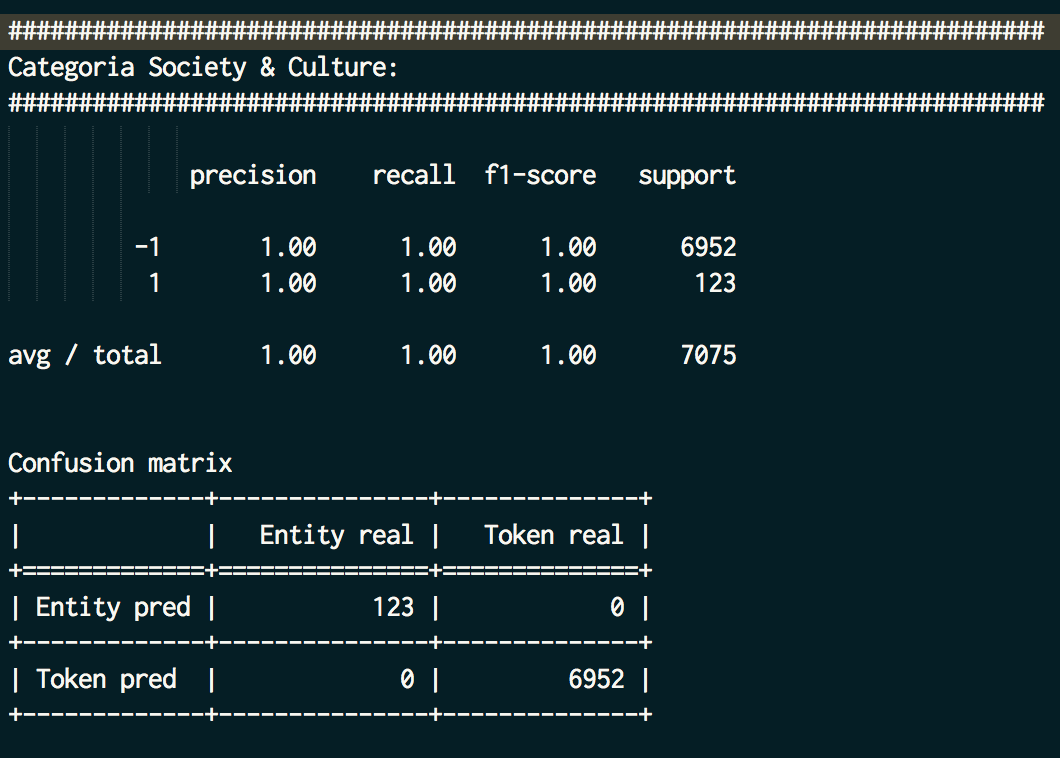 ##########################################################################
Categoria Society & Culture:
##########################################################################
precision    recall  f1-score   support
-1       1.00      1.00      1.00      6952
1       1.00      1.00      1.00       123
avg / total       1.00      1.00      1.00      7075
Confusion matrix
+-------------+---------------+--------------+
|             |   Entity real |   Token real |
+=============+===============+==============+
| Entity pred |           123 |            0 |
+-------------+---------------+--------------+
| Token pred  |             0 |         6952 |
+-------------+---------------+--------------+